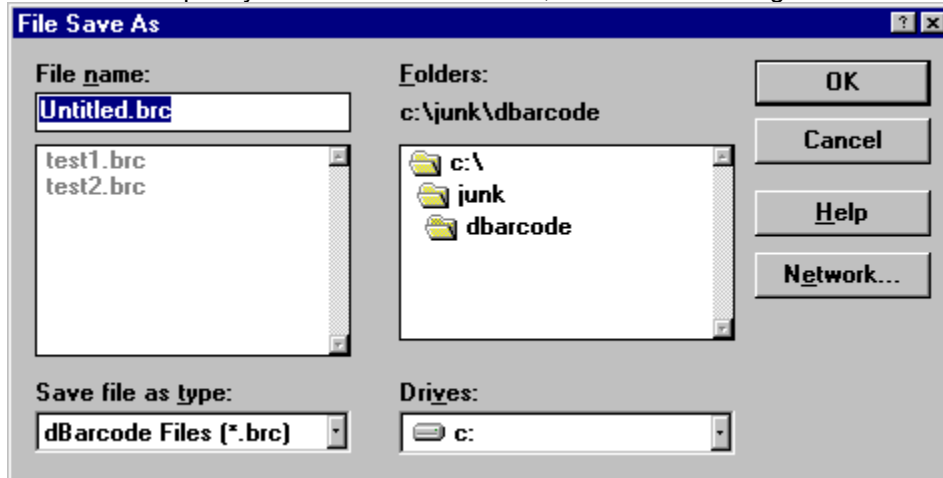 File Save As
File name:
Untitled.brc
test1.brc
test2.brc
Save file as type:
dBarcode Files (*.brc)
Folders:
c:\junk\dbarcode
c:\
junk
dbarcode
Drives:
c:
OK
Cancel
Help
Network...